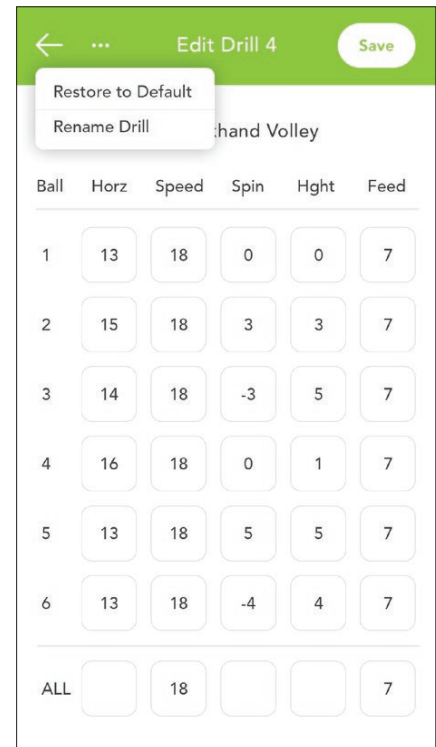 ... Edit Drill 4 Save
Restore to Default
Rename Drill
hand Volley
Ball Horz Speed Spin Hght Feed
1 13 18 0 0 7
2 15 18 3 3 7
3 14 18 -3 5 7
4 16 18 0 1 7
5 13 18 5 5 7
6 13 18 -4 4 7
ALL 18 7